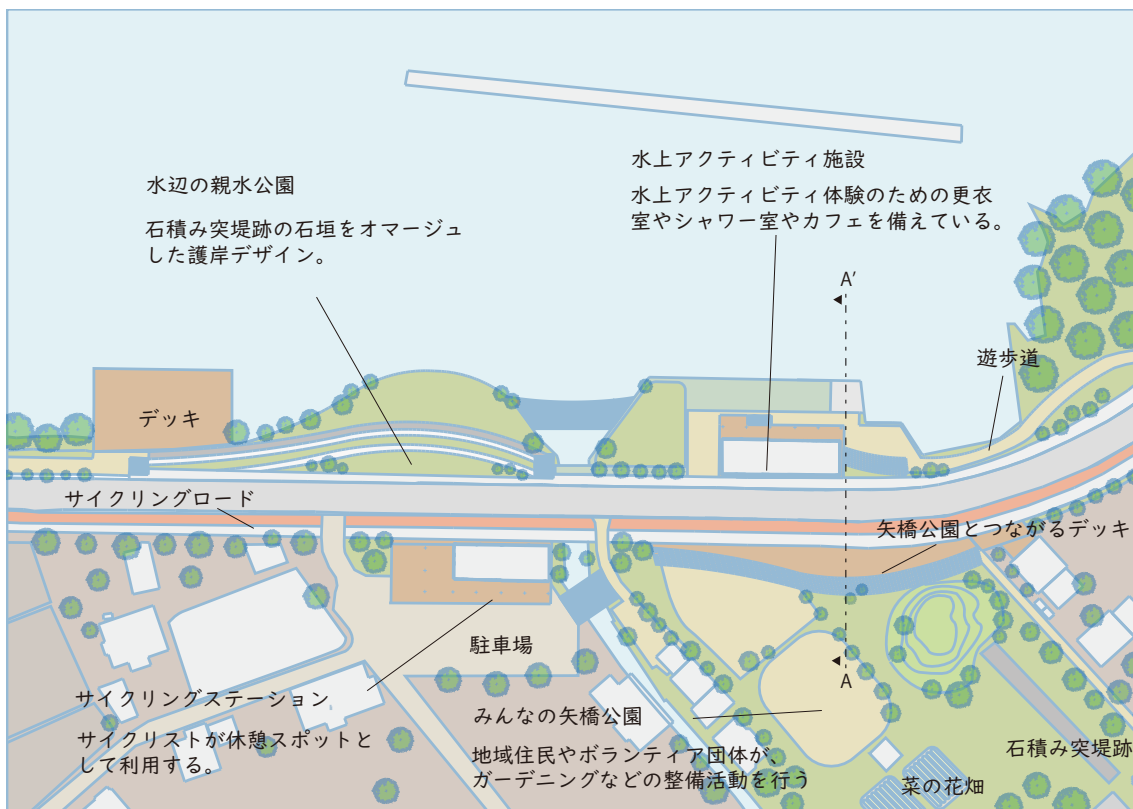 水上アクティビティ施設
水上アクティビティ体験のための更衣
室やシャワー室やカフェを備えている。
水辺の親水公園
石積み突堤跡の石垣をオマージュ
した護岸デザイン。
A′
遊歩道
デッキ
サイクリングロード
矢橋公園とつながるデッキ
駐車場
A
サイクリングステーション
サイクリストが休憩スポットと
して利用する。
みんなの矢橋公園
地域住民やボランティア団体が、
ガーデニングなどの整備活動を行う
石積み突堤跡
菜の花畑